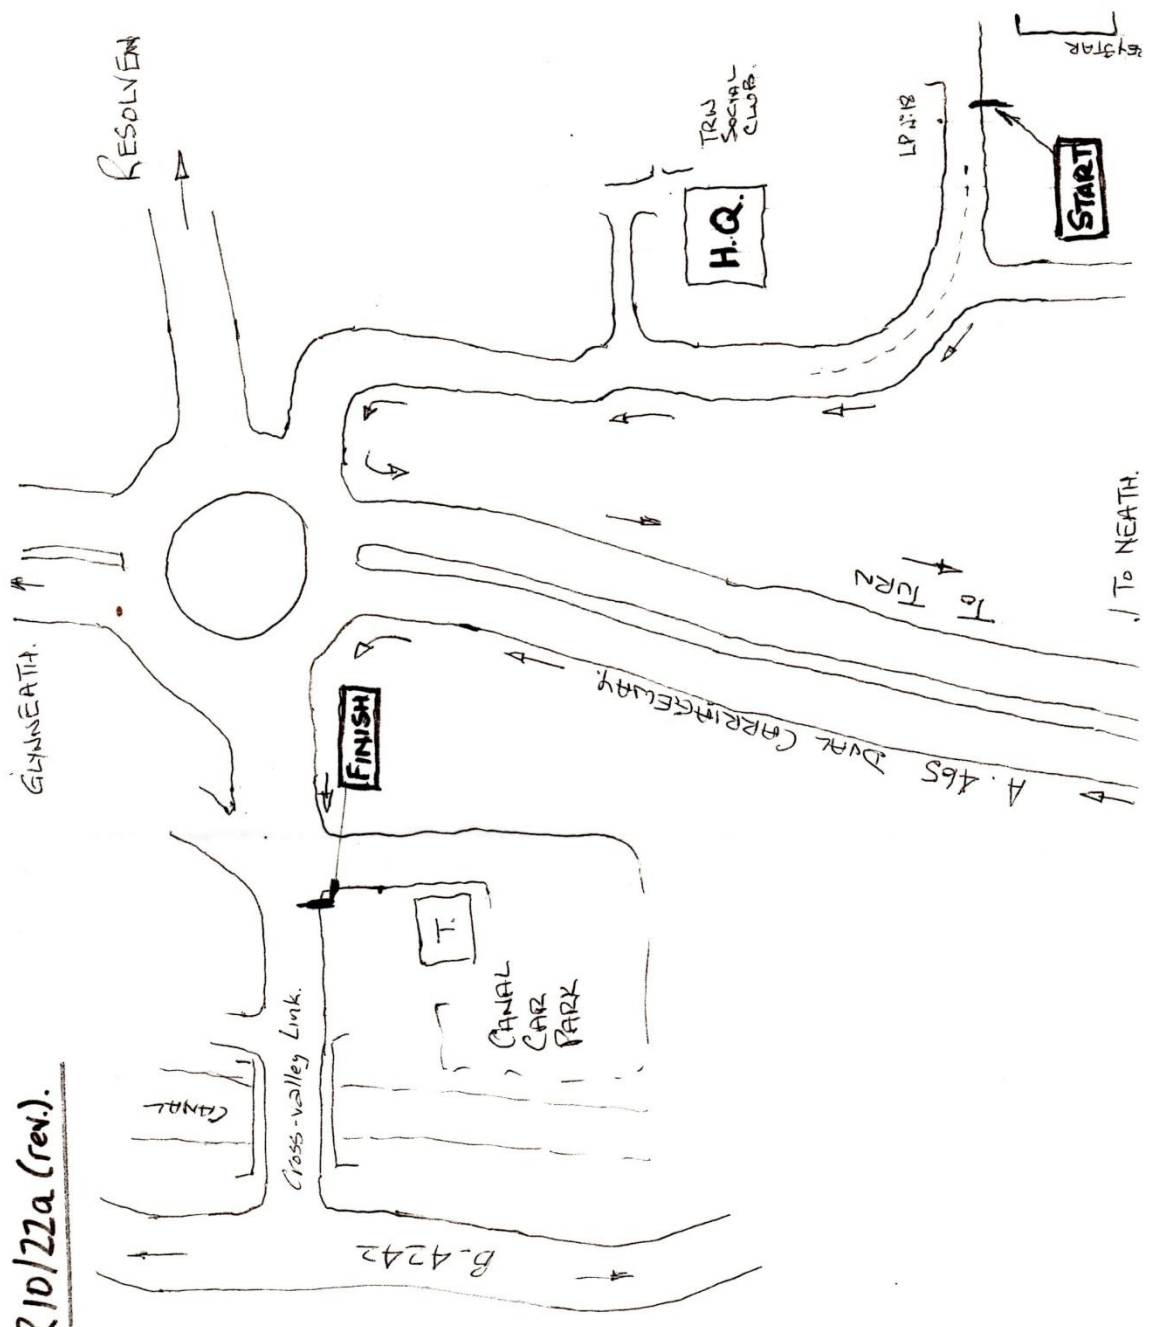 R10/22a (rev.).
RESOLVEN
GLYNNEATH.
TRW
SOCIAL
CLUB.
H.Q.
LP Nº 18
START
TO
TURN
TO NEATH.
A.465 DUAL CARRIAGEWAY.
FINISH
T.
CANAL
CAR
PARK
Cross-valley Link.
CANAL
B.4242